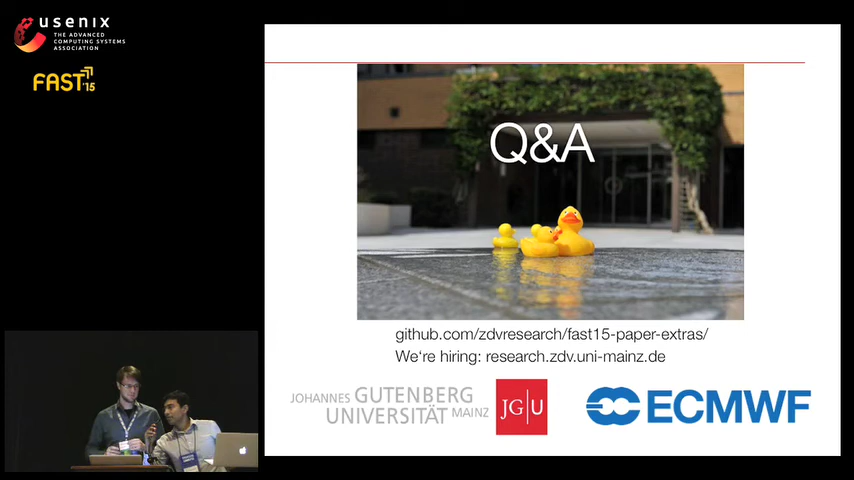 usenix
THE ADVANCED
COMPUTING SYSTEMS
ASSOCIATION
FAST '15
Q&A
github.com/zdvresearch/fast15-paper-extras/
We're hiring: research.zdv.uni-mainz.de
JOHANNES GUTENBERG
UNIVERSITÄT MAINZ
JG|U
ECMWF